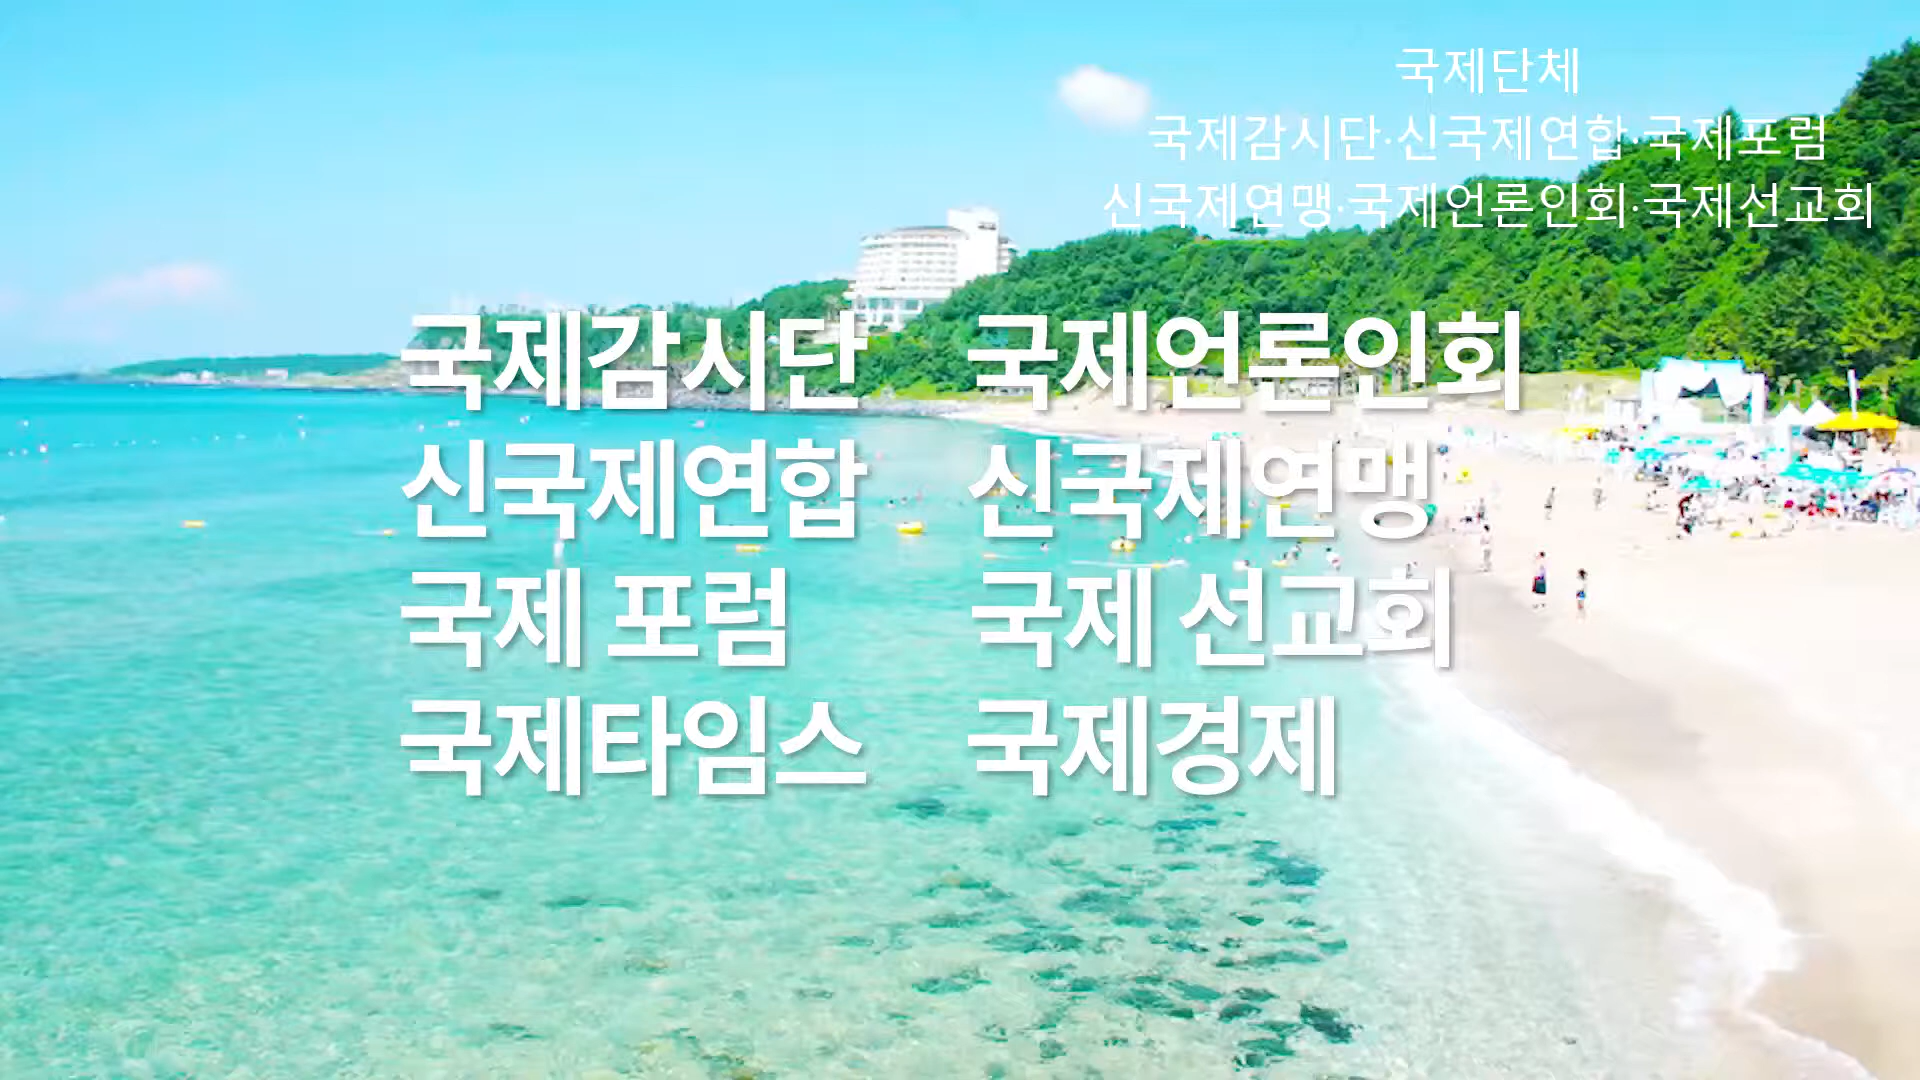 국제단체
국제감시단·신국제연합·국제포럼
신국제연맹·국제언론인회·국제선교회
국제감시단 국제언론인회
신국제연합 신국제연맹
국제 포럼 국제 선교회
국제타임스 국제경제